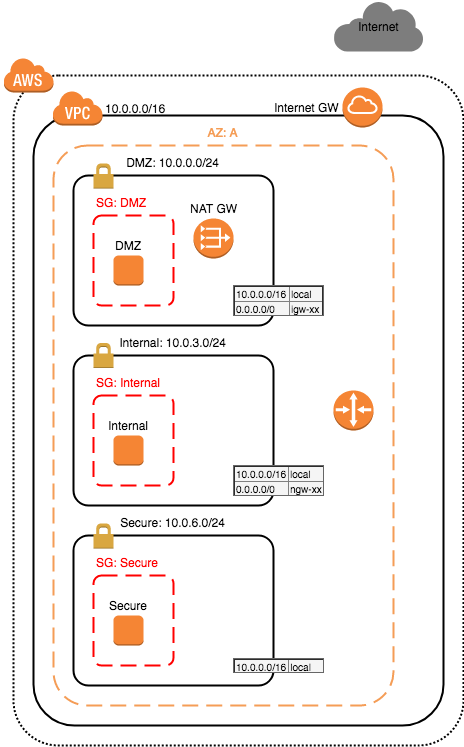 Internet
AWS
VPC
10.0.0.0/16
Internet GW
AZ: A
DMZ: 10.0.0.0/24
SG: DMZ
NAT GW
DMZ
10.0.0.0/16 local
0.0.0.0/0 igw-xx
Internal: 10.0.3.0/24
SG: Internal
Internal
10.0.0.0/16 local
0.0.0.0/0 ngw-xx
Secure: 10.0.6.0/24
SG: Secure
Secure
10.0.0.0/16 local